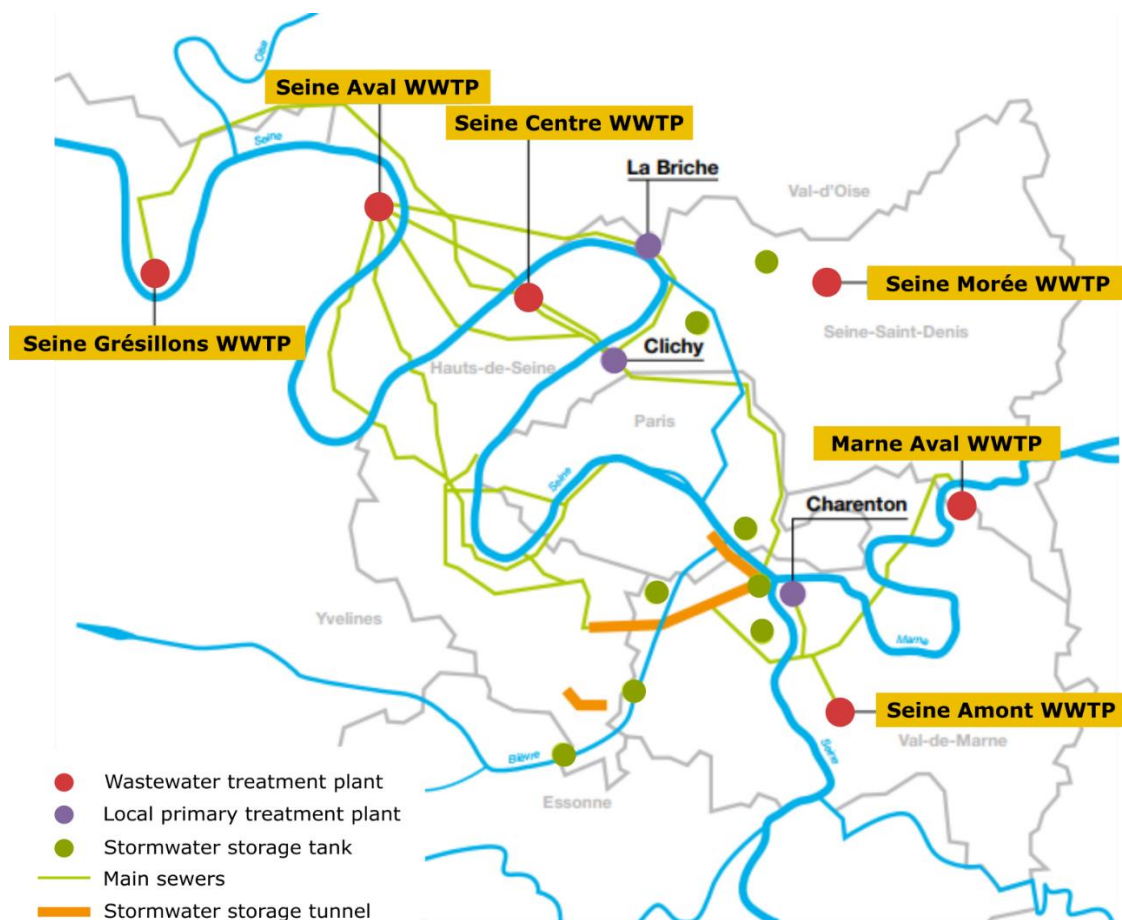 Oise
Seine Aval WWTP
Seine Centre WWTP
Seine
La Briche
Val-d'Oise
Seine Morée WWTP
Seine Grésillons WWTP
Seine-Saint-Denis
Clichy
Hauts-de-Seine
Paris
Marne Aval WWTP
Seine
Charenton
Yvelines
Marne
Seine Amont WWTP
Val-de-Marne
Seine
Bièvre
Essonne
Wastewater treatment plant
Local primary treatment plant
Stormwater storage tank
Main sewers
Stormwater storage tunnel